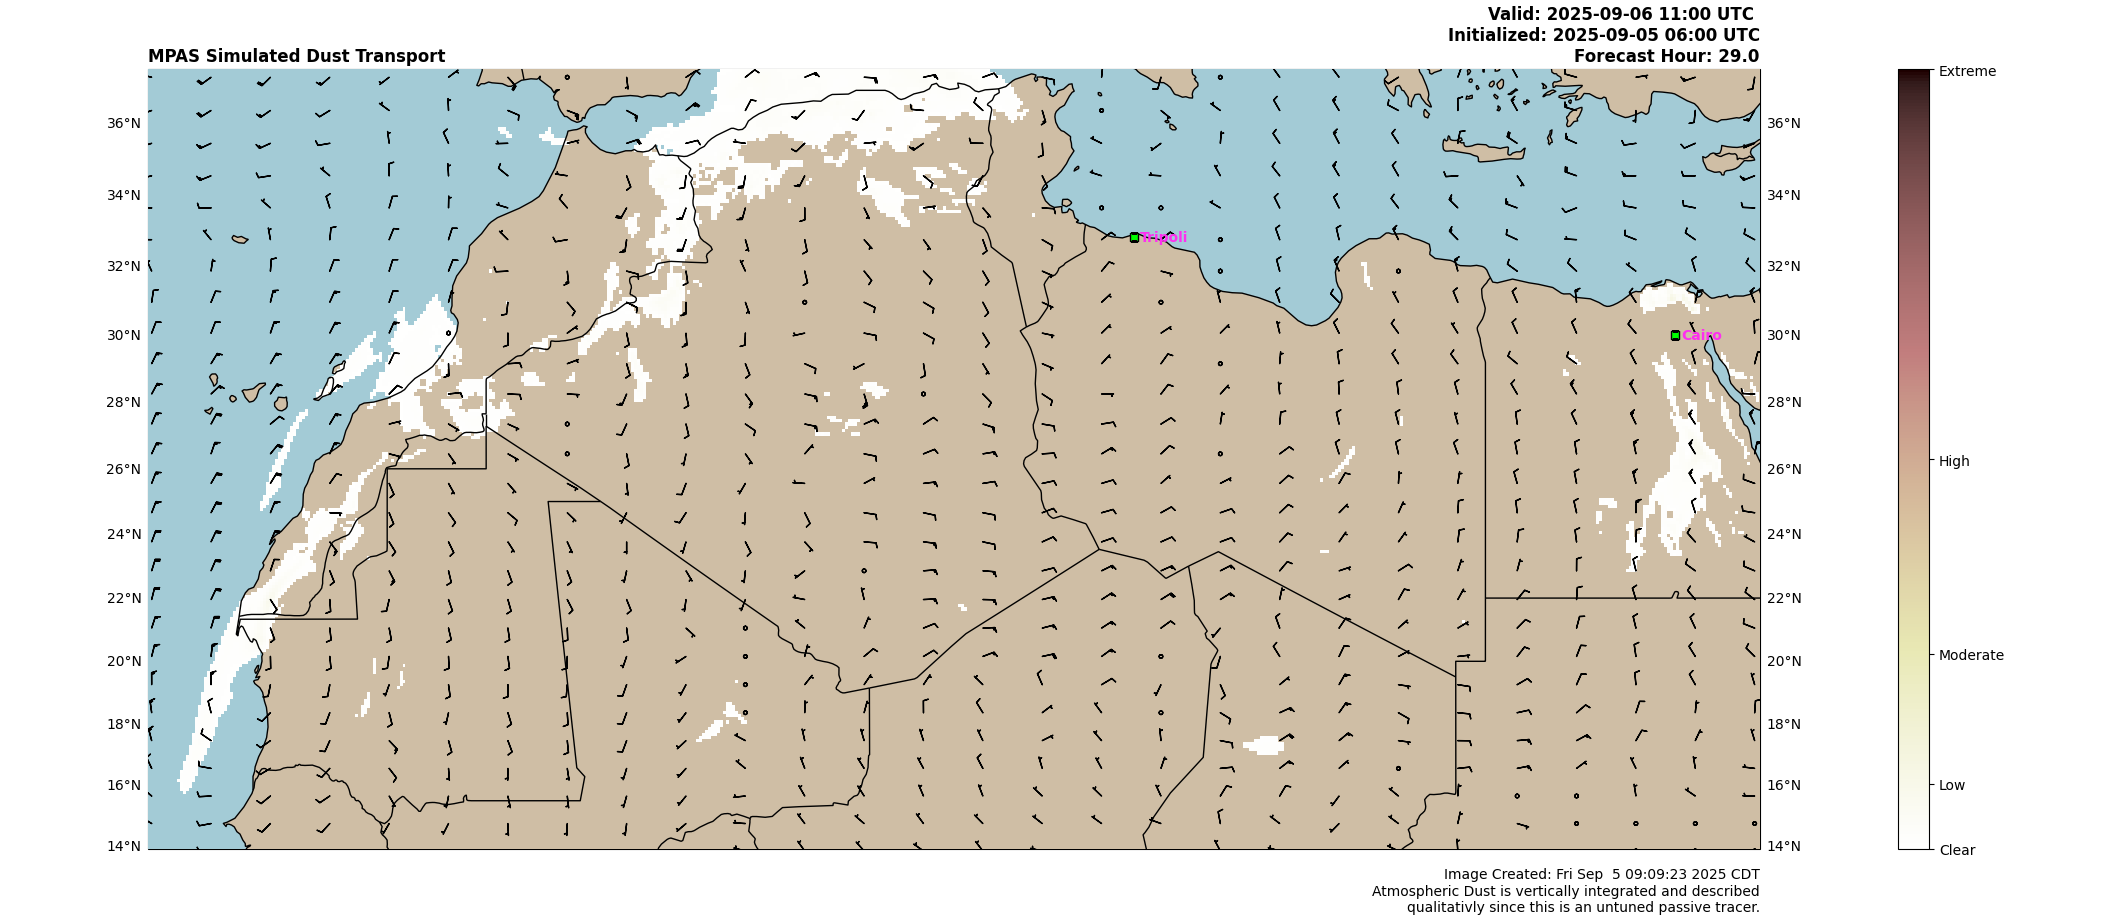 Valid: 2025-09-06 11:00 UTC
Initialized: 2025-09-05 06:00 UTC
MPAS Simulated Dust Transport
Forecast Hour: 29.0
Extreme
36°N
36°N
34°N
34°N
Tripoli
32°N
32°N
30°N
Cairo
30°N
28°N
28°N
26°N
26°N
High
24°N
24°N
22°N
22°N
20°N
20°N
Moderate
18°N
18°N
16°N
16°N
Low
14°N
14°N
Clear
Image Created: Fri Sep  5 09:09:23 2025 CDT
Atmospheric Dust is vertically integrated and described
qualitativly since this is an untuned passive tracer.